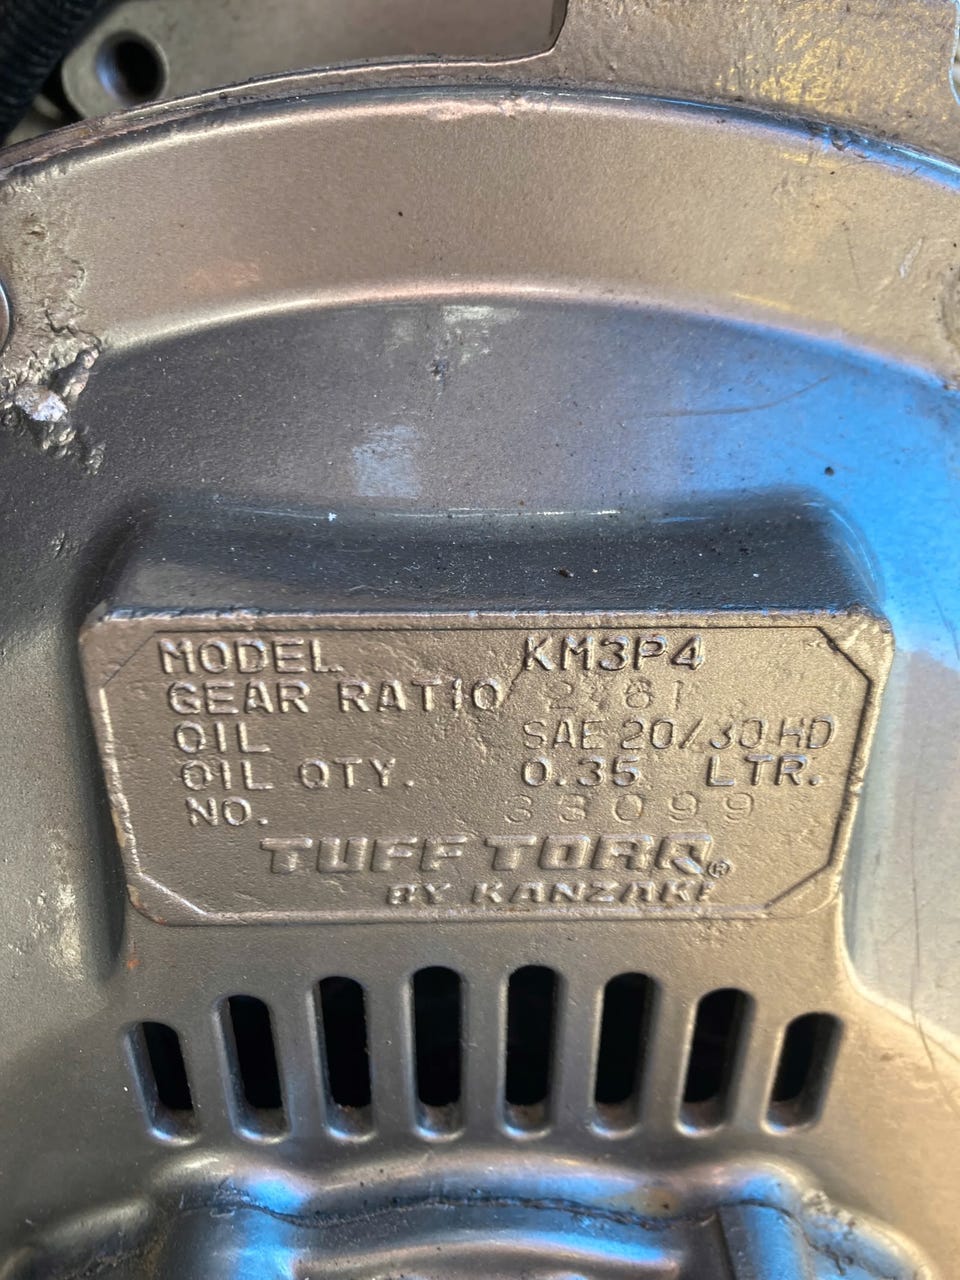 MODEL KM3P4
GEAR RATIO
OIL SAE 20/30 HD
OIL QTY. 0.35 LTR.
NO. 33099
TUFF TORQ®
BY KANZAKI